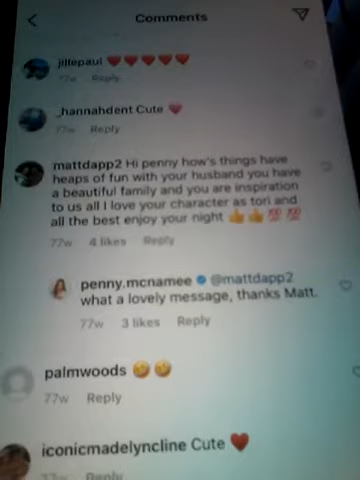 Comments
jillepaul ❤️❤️❤️❤️❤️
77w Reply
_hannahdent Cute 💗
77w Reply
mattdapp2 Hi penny how's things have
heaps of fun with your husband you have
a beautiful family and you are inspiration
to us all I love your character as tori and
all the best enjoy your night 👍👍💯💯
77w 4 likes Reply
penny.mcnamee @mattdapp2
what a lovely message, thanks Matt.
77w 3 likes Reply
palmwoods 🤣🤣
77w Reply
iconicmadelyncline Cute ❤️
77w Reply